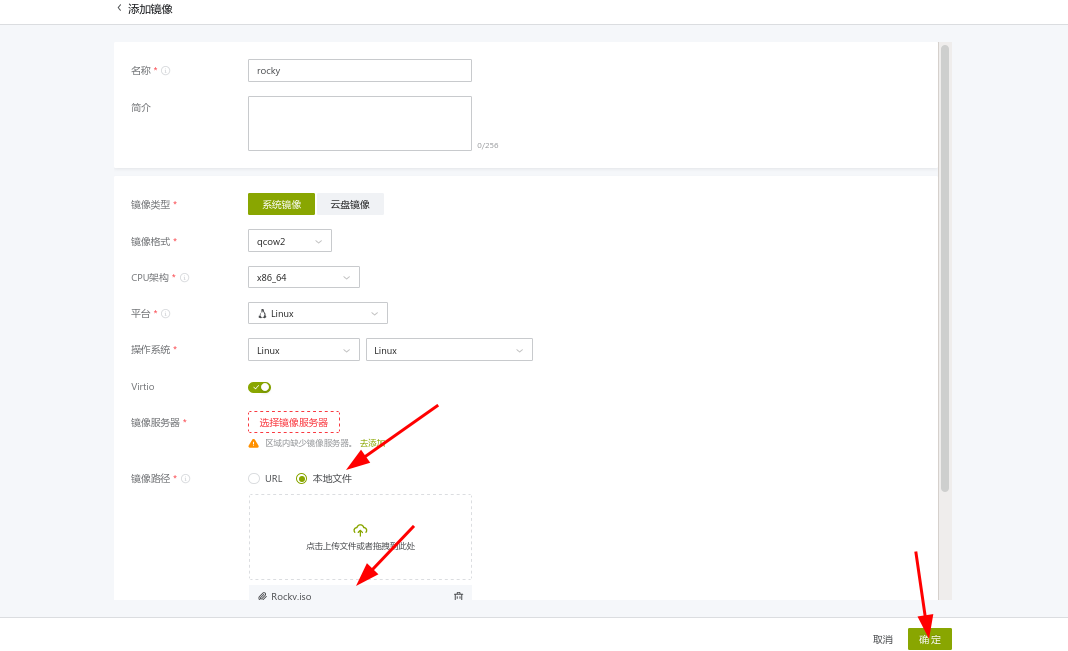 添加镜像
名称 *
rocky
简介
0/256
镜像类型 *
系统镜像 云盘镜像
镜像格式 *
qcow2
CPU架构 *
x86_64
平台 *
Linux
操作系统 *
Linux Linux
Virtio
镜像服务器 *
选择镜像服务器
区域内缺少镜像服务器。 去添加
镜像路径 *
URL 本地文件
点击上传文件或者拖拽到此处
Rocky.iso
取消 确定